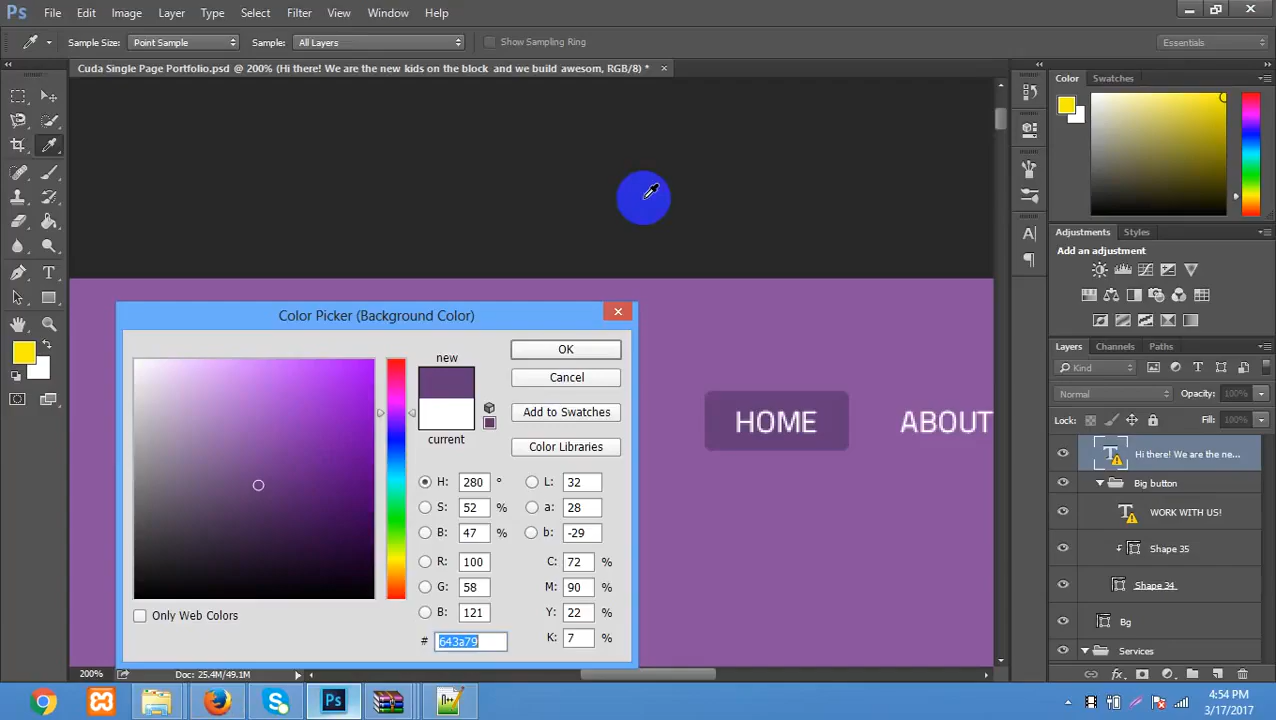 Ps File Edit Image Layer Type Select Filter View Window Help
Sample Size: Point Sample Sample: All Layers Show Sampling Ring Essentials
Cuda Single Page Portfolio.psd @ 200% (Hi there! We are the new kids on the block and we build awesom, RGB/8) * ×
Color Swatches
Adjustments Styles
Add an adjustment
Color Picker (Background Color)
new
current
OK
Cancel
Add to Swatches
Color Libraries
H: 280 ° L: 32
S: 52 % a: 28
B: 47 % b: -29
R: 100 C: 72 %
G: 58 M: 90 %
B: 121 Y: 22 %
# 643a79 K: 7 %
Only Web Colors
HOME ABOUT
Layers Channels Paths
Kind
Normal Opacity: 100%
Lock: Fill: 100%
T Hi there! We are the ne...
Big button
T WORK WITH US!
Shape 35
Shape 34
Bg
Services
200% Doc: 25.4M/49.1M
4:54 PM
3/17/2017